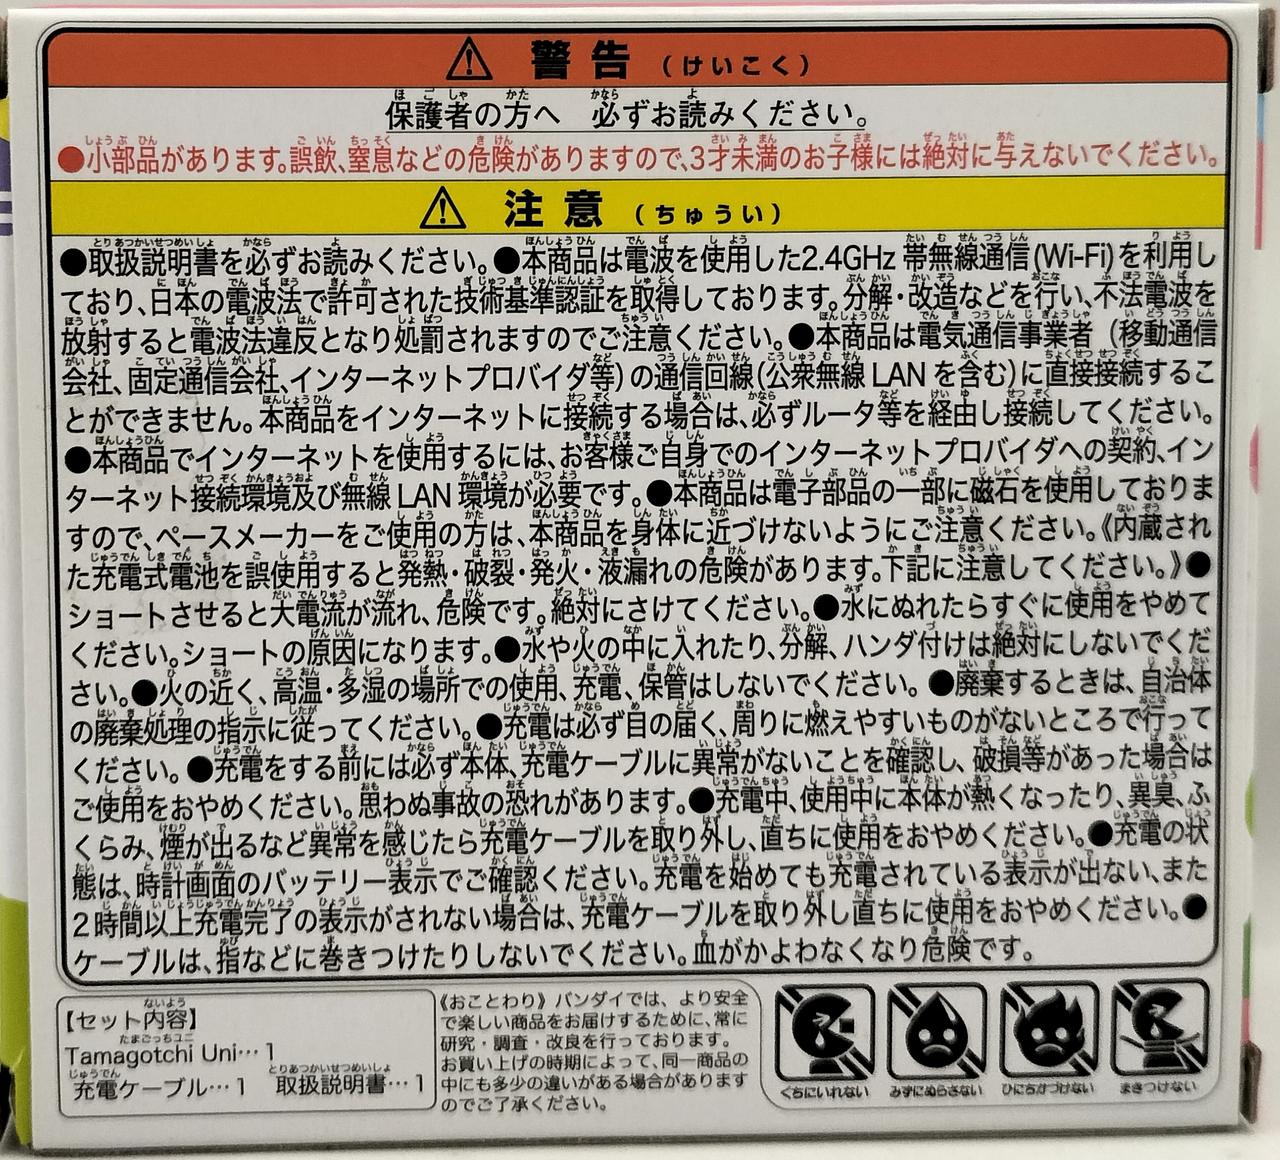 ⚠ 警告 (けいこく)
保護者の方へ 必ずお読みください。
●小部品があります。誤飲、窒息などの危険がありますので、3才未満のお子様には絶対に与えないでください。
⚠ 注意 (ちゅうい)
●取扱説明書を必ずお読みください。●本商品は電波を使用した2.4GHz 帯無線通信(Wi-Fi)を利用し
ており、日本の電波法で許可された技術基準認証を取得しております。分解・改造などを行い、不法電波を
放射すると電波法違反となり処罰されますのでご注意ください。●本商品は電気通信事業者（移動通信
会社、固定通信会社、インターネットプロバイダ等)の通信回線(公衆無線 LAN を含む)に直接接続するこ
とができません。本商品をインターネットに接続する場合は、必ずルータ等を経由し接続してください。
●本商品でインターネットを使用するには、お客様ご自身でのインターネットプロバイダへの契約、イン
ターネット接続環境及び無線 LAN 環境が必要です。●本商品は電子部品の一部に磁石を使用しておりま
すので、ペースメーカーをご使用の方は、本商品を身体に近づけないようにご注意ください。《内蔵され
た充電式電池を誤使用すると発熱・破裂・発火・液漏れの危険があります。下記に注意してください。》●
ショートさせると大電流が流れ、危険です。絶対にさけてください。●水にぬれたらすぐに使用をやめて
ください。ショートの原因になります。●水や火の中に入れたり、分解、ハンダ付けは絶対にしないでくだ
さい。●火の近く、高温・多湿の場所での使用、充電、保管はしないでください。●廃棄するときは、自治体
の廃棄処理の指示に従ってください。●充電は必ず目の届く、周りに燃えやすいものがないところで行って
ください。●充電をする前には必ず本体、充電ケーブルに異常がないことを確認し、破損等があった場合は
ご使用をおやめください。思わぬ事故の恐れがあります。●充電中、使用中に本体が熱くなったり、異臭、ふ
くらみ、煙が出るなど異常を感じたら充電ケーブルを取り外し、直ちに使用をおやめください。●充電の状
態は、時計画面のバッテリー表示でご確認ください。充電を始めても充電されている表示が出ない、また
2時間以上充電完了の表示がされない場合は、充電ケーブルを取り外し直ちに使用をおやめください。●
ケーブルは、指などに巻きつけたりしないでください。血がかよわなくなり危険です。
【セット内容】
Tamagotchi Uni…1
充電ケーブル…1 取扱説明書…1
《おことわり》バンダイでは、より安全
で楽しい商品をお届けするために、常に
研究・調査・改良を行っております。
お買い上げの時期によって、同一商品の
中にも多少の違いがある場合があります
のでご了承ください。
くちにいれない みずにぬらさない ひにちかづけない まきつけない